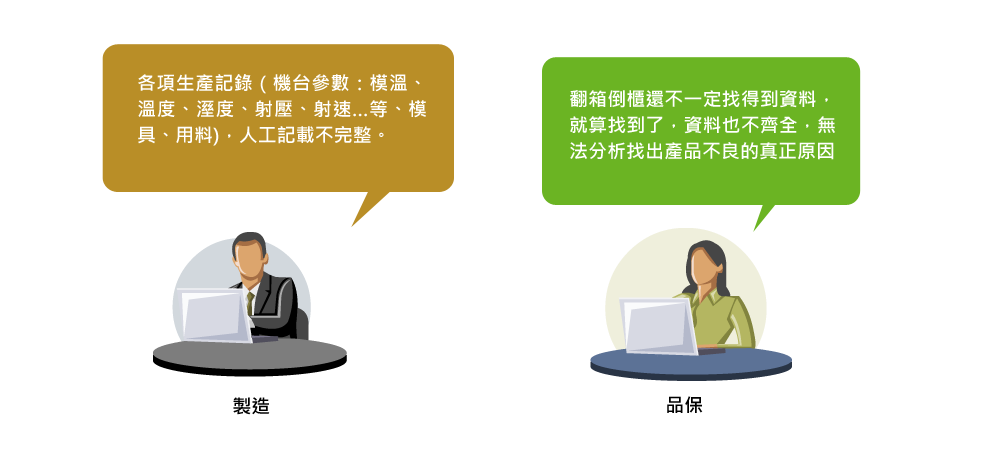 各項生產記錄 ( 機台參數：模溫、
溫度、溼度、射壓、射速...等、模
具、用料)，人工記載不完整。
翻箱倒櫃還不一定找得到資料，
就算找到了，資料也不齊全，無
法分析找出產品不良的真正原因
製造
品保